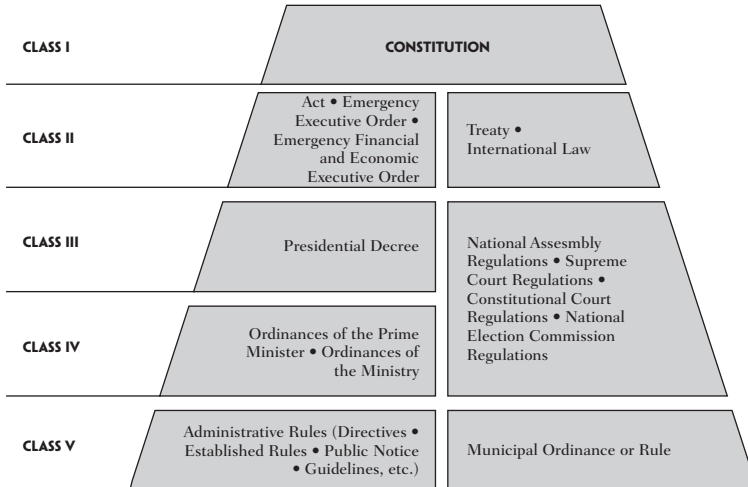 CLASS I
CONSTITUTION
CLASS II
Act • Emergency
Executive Order •
Emergency Financial
and Economic
Executive Order
Treaty •
International Law
CLASS III
Presidential Decree
National Assesmbly
Regulations • Supreme
Court Regulations •
Constitutional Court
Regulations • National
Election Commission
Regulations
CLASS IV
Ordinances of the Prime
Minister • Ordinances of
the Ministry
CLASS V
Administrative Rules (Directives •
Established Rules • Public Notice
• Guidelines, etc.)
Municipal Ordinance or Rule